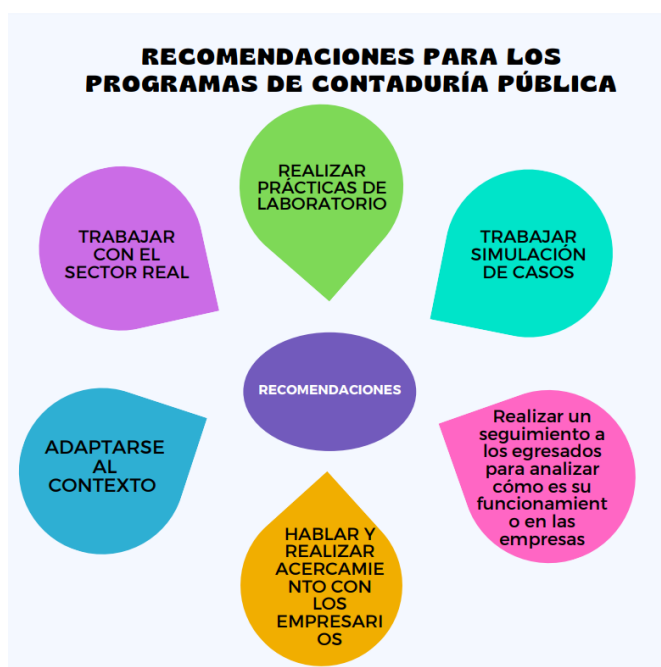 RECOMENDACIONES PARA LOS
PROGRAMAS DE CONTADURÍA PÚBLICA
REALIZAR
PRÁCTICAS DE
LABORATORIO
TRABAJAR
CON EL
SECTOR REAL
TRABAJAR
SIMULACIÓN
DE CASOS
RECOMENDACIONES
ADAPTARSE
AL
CONTEXTO
Realizar un
seguimiento a
los egresados
para analizar
cómo es su
funcionamient
o en las
empresas
HABLAR Y
REALIZAR
ACERCAMIE
NTO CON
LOS
EMPRESARI
OS